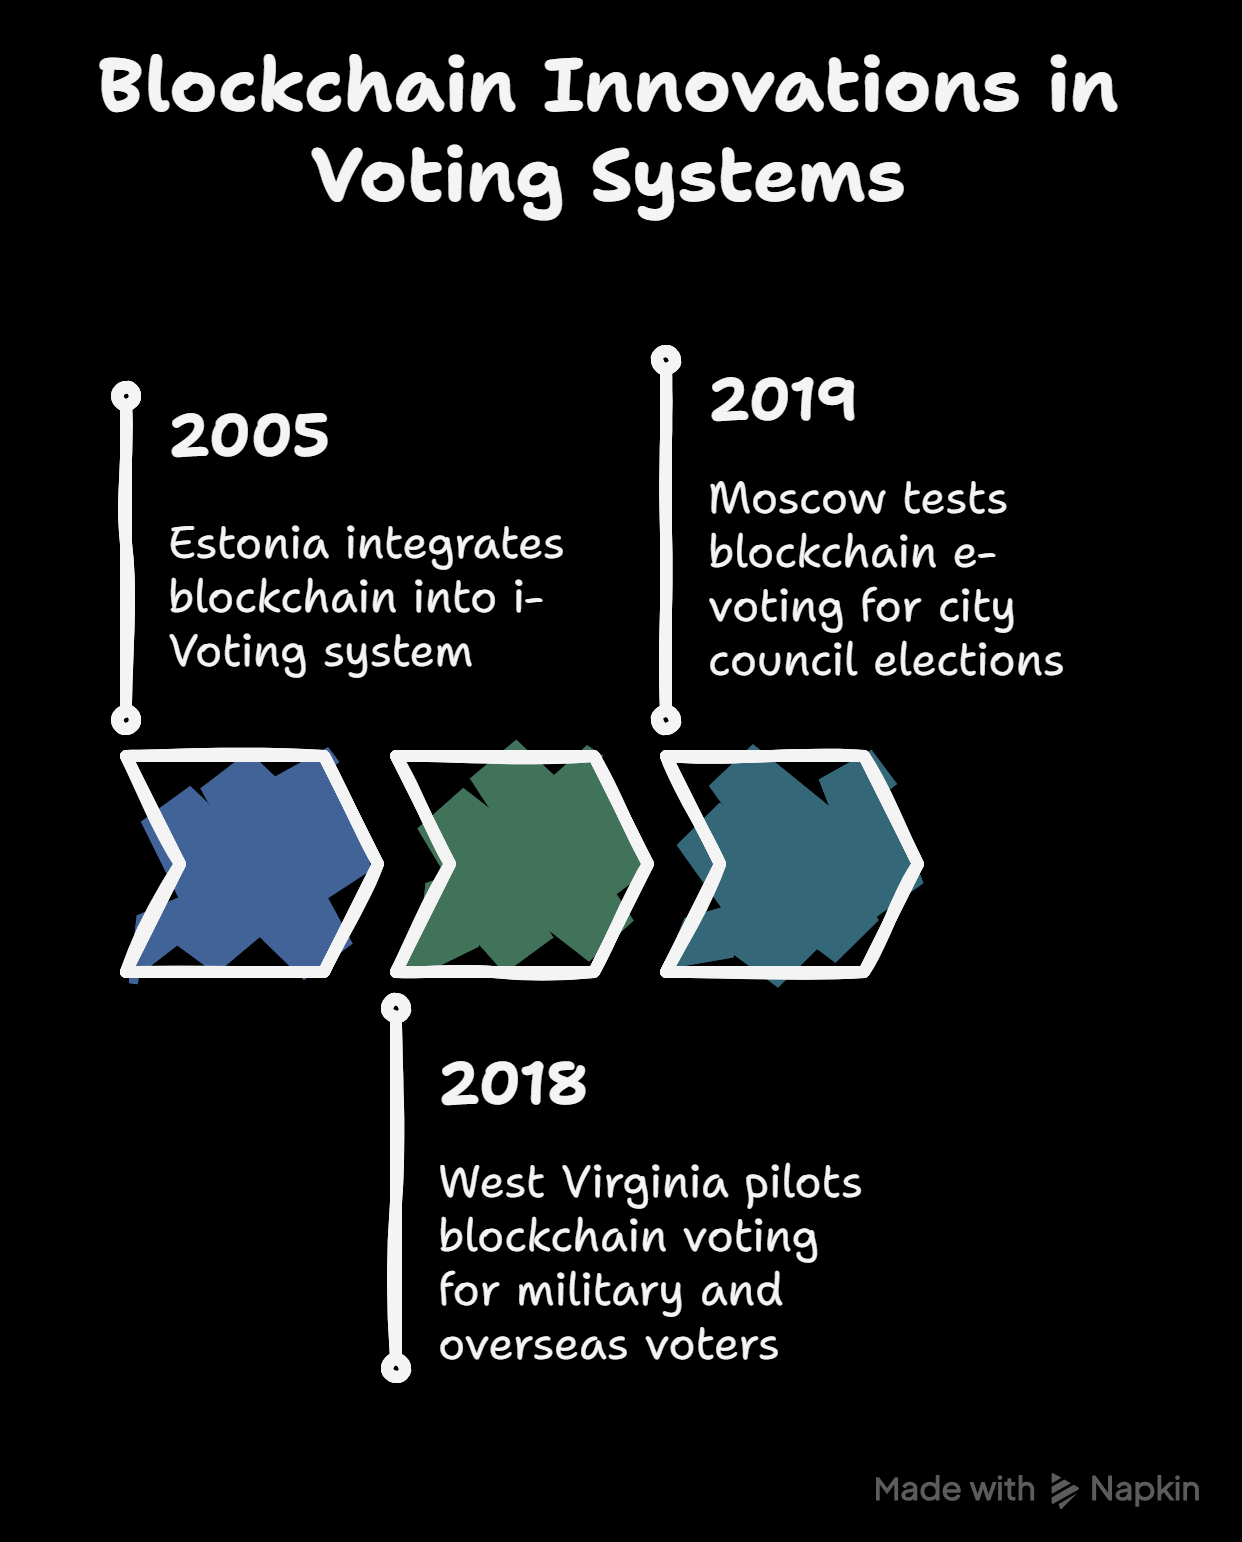 Blockchain Innovations in
Voting Systems
2005
Estonia integrates
blockchain into i-
Voting system
2019
Moscow tests
blockchain e-
voting for city
council elections
2018
West Virginia pilots
blockchain voting
for military and
overseas voters
Made with Napkin